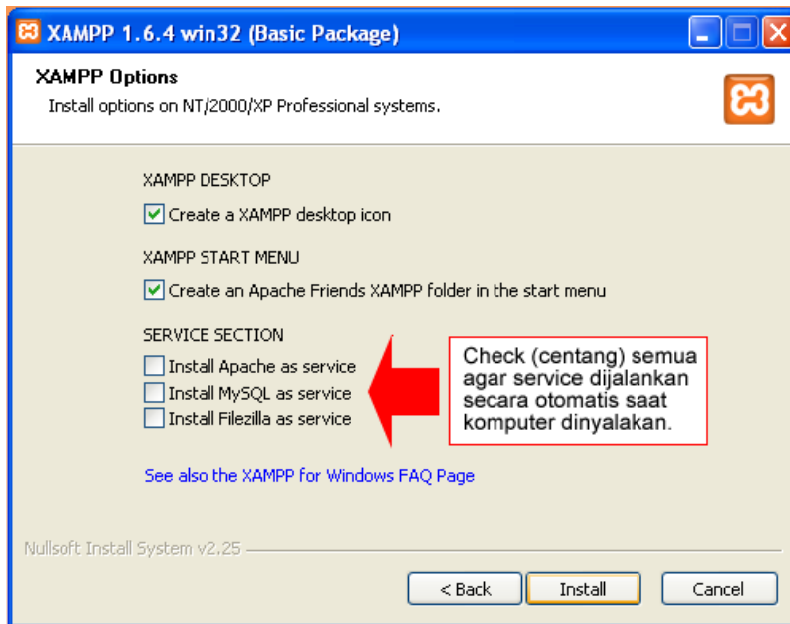 XAMPP 1.6.4 win32 (Basic Package)
XAMPP Options
Install options on NT/2000/XP Professional systems.
XAMPP DESKTOP
Create a XAMPP desktop icon
XAMPP START MENU
Create an Apache Friends XAMPP folder in the start menu
SERVICE SECTION
Install Apache as service
Install MySQL as service
Install Filezilla as service
Check (centang) semua
agar service dijalankan
secara otomatis saat
komputer dinyalakan.
See also the XAMPP for Windows FAQ Page
Nullsoft Install System v2.25
< Back
Install
Cancel